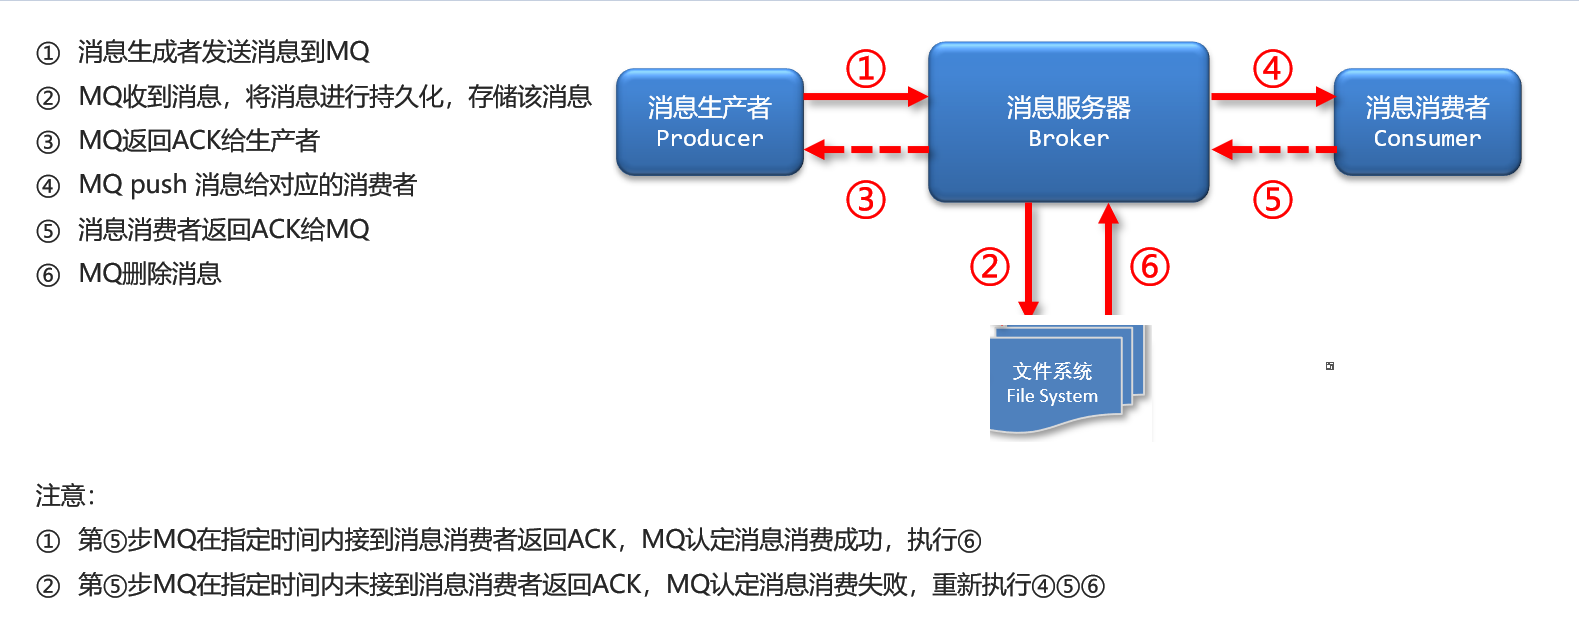 ① 消息生成者发送消息到MQ
② MQ收到消息，将消息进行持久化，存储该消息
③ MQ返回ACK给生产者
④ MQ push 消息给对应的消费者
⑤ 消息消费者返回ACK给MQ
⑥ MQ删除消息
消息生产者
Producer
①
③
消息服务器
Broker
④
⑤
消息消费者
Consumer
②
⑥
文件系统
File System
注意：
① 第⑤步MQ在指定时间内接到消息消费者返回ACK，MQ认定消息消费成功，执行⑥
② 第⑤步MQ在指定时间内未接到消息消费者返回ACK，MQ认定消息消费失败，重新执行④⑤⑥